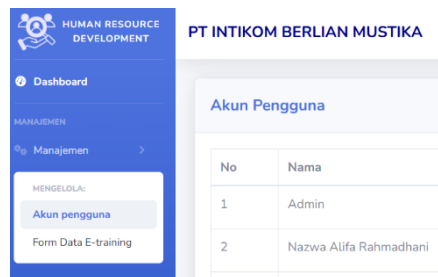 HUMAN RESOURCE
DEVELOPMENT
PT INTIKOM BERLIAN MUSTIKA
Dashboard
MANAJEMEN
Manajemen
MENGELOLA:
Akun pengguna
Form Data E-training
Akun Pengguna
No Nama
1 Admin
2 Nazwa Alifa Rahmadhani